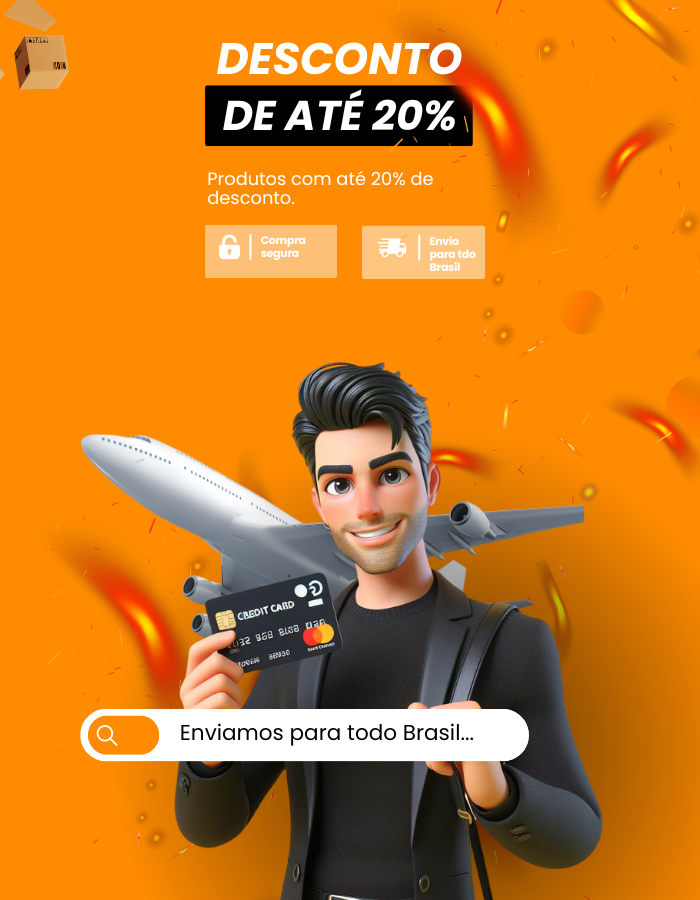 DESCONTO
DE ATÉ 20%
Produtos com até 20% de
desconto.
Compra
segura
Envio
para tdo
Brasil
CREDIT CARD
Enviamos para todo Brasil...